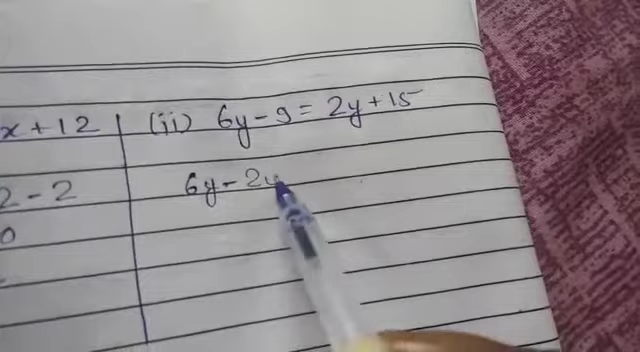 x + 12
(ii) 6y - 9 = 2y + 15
2 - 2
6y - 2y
0